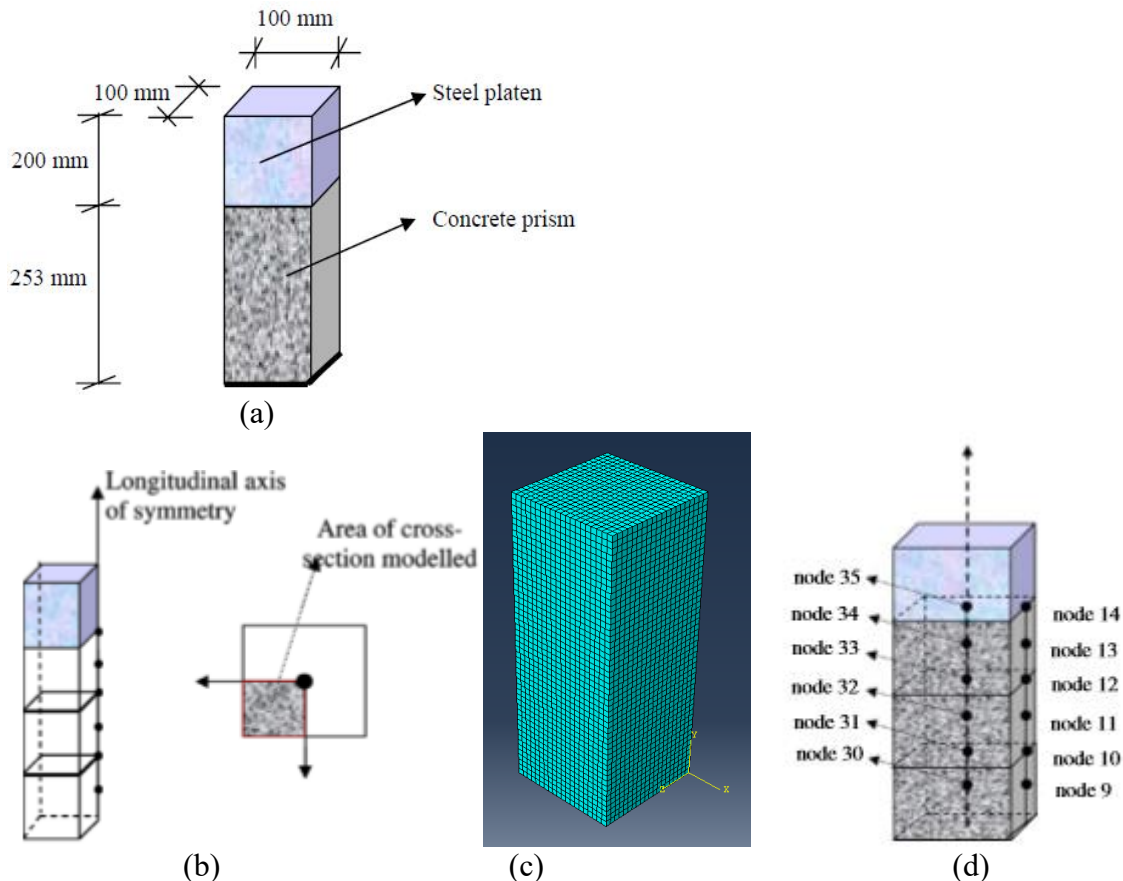 100 mm
100 mm
Steel platen
200 mm
Concrete prism
253 mm
(a)
Longitudinal axis
of symmetry
Area of cross-
section modelled
Y
X
Z
node 35
node 34
node 33
node 32
node 31
node 30
node 14
node 13
node 12
node 11
node 10
node 9
(b)
(c)
(d)